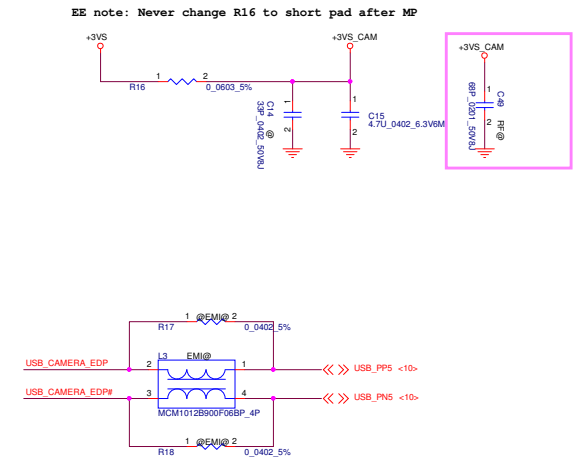 EE note: Never change R16 to short pad after MP
+3VS
+3VS_CAM
+3VS_CAM
R16
1
2
0_0603_5%
1
2
C14
33P_0402_50V8J
@
1
2
C15
4.7U_0402_6.3V6M
1
2
C49
68P_0201_50V8J
RF@
1 @EMI@ 2
R17
0_0402_5%
L3
EMI@
USB_CAMERA_EDP
2
1
USB_PP5 <10>
USB_CAMERA_EDP#
3
4
USB_PN5 <10>
MCM1012B900F06BP_4P
1 @EMI@ 2
R18
0_0402_5%